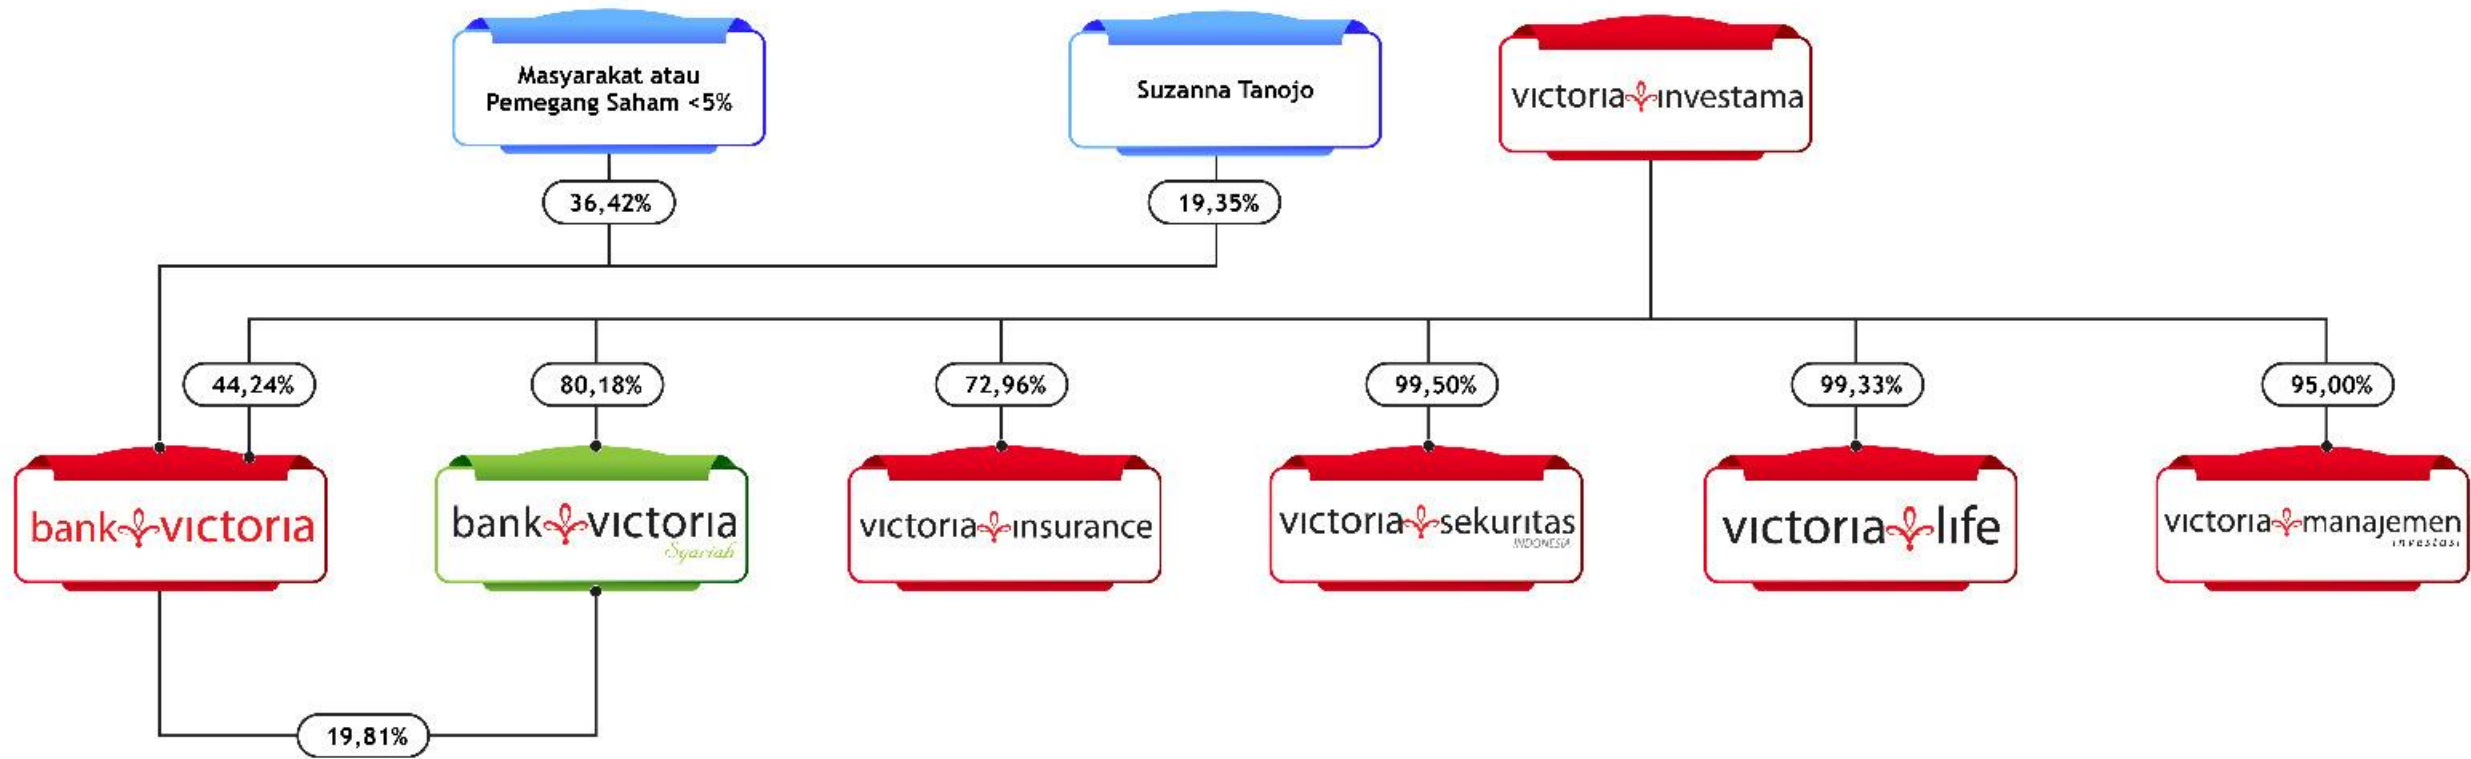 Masyarakat atau
Pemegang Saham <5%
Suzanna Tanojo
victoria investama
36,42%
19,35%
44,24%
80,18%
72,96%
99,50%
99,33%
95,00%
bank victoria
bank victoria
Syariah
victoria insurance
victoria sekuritas
INDONESIA
victoria life
victoria manajemen
investasi
19,81%